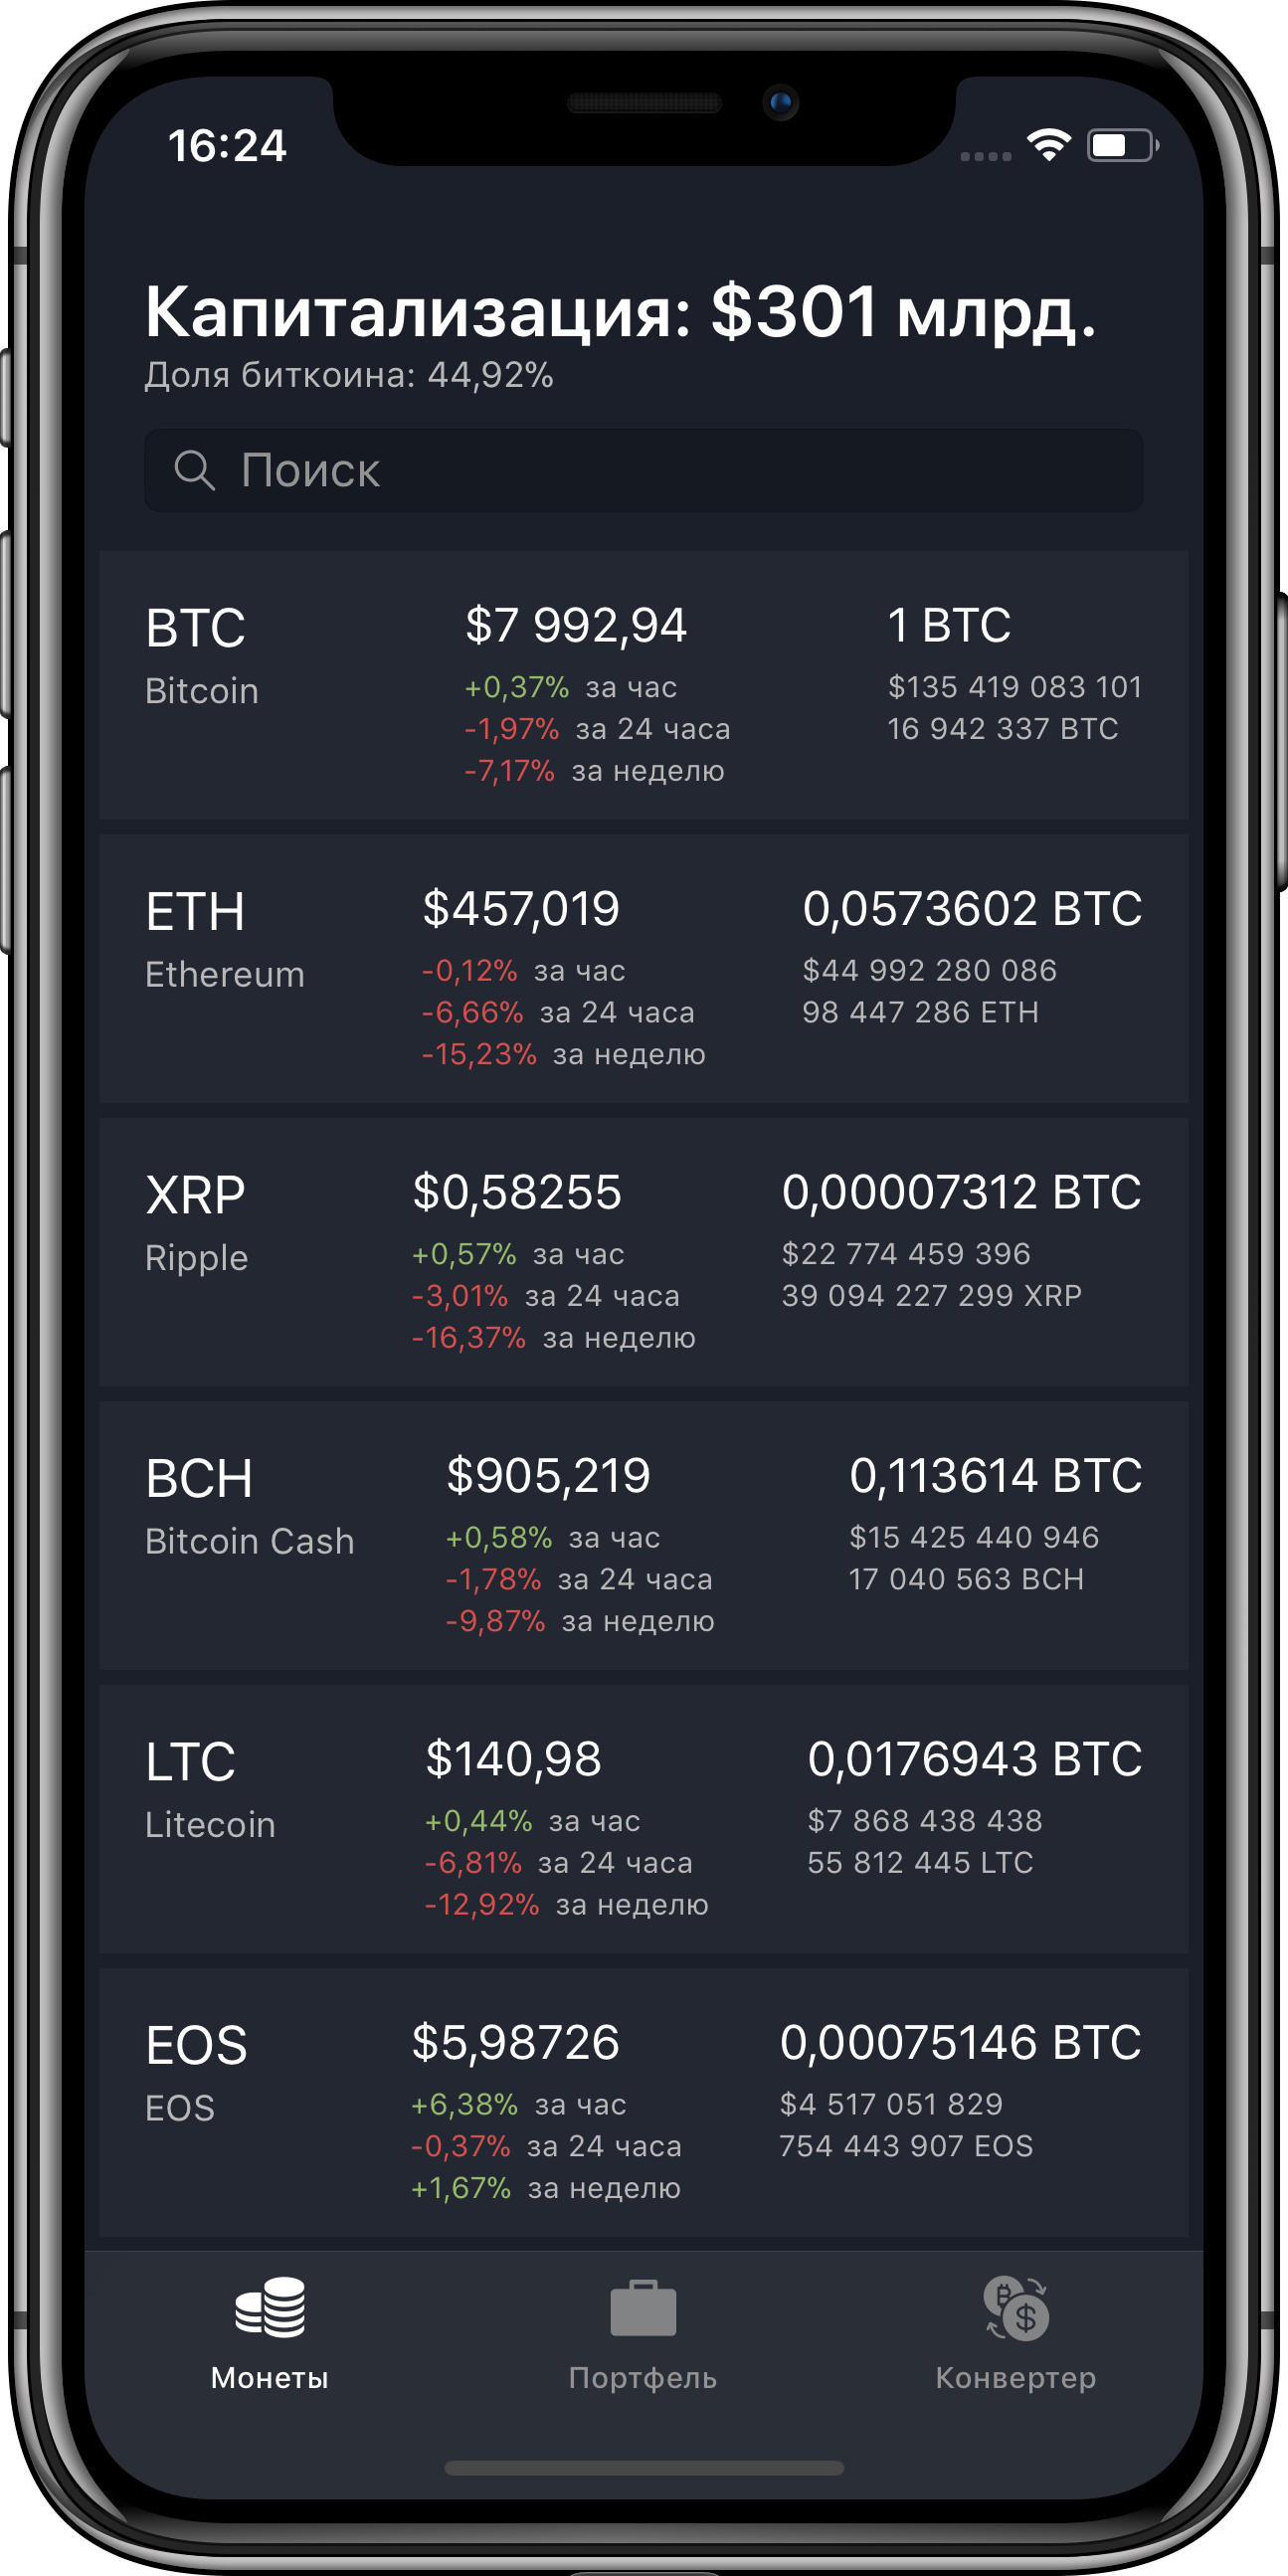 16:24
Капитализация: $301 млрд.
Доля биткоина: 44,92%
Поиск
BTC $7 992,94 1 BTC
Bitcoin +0,37% за час $135 419 083 101
-1,97% за 24 часа 16 942 337 BTC
-7,17% за неделю
ETH $457,019 0,0573602 BTC
Ethereum -0,12% за час $44 992 280 086
-6,66% за 24 часа 98 447 286 ETH
-15,23% за неделю
XRP $0,58255 0,00007312 BTC
Ripple +0,57% за час $22 774 459 396
-3,01% за 24 часа 39 094 227 299 XRP
-16,37% за неделю
BCH $905,219 0,113614 BTC
Bitcoin Cash +0,58% за час $15 425 440 946
-1,78% за 24 часа 17 040 563 BCH
-9,87% за неделю
LTC $140,98 0,0176943 BTC
Litecoin +0,44% за час $7 868 438 438
-6,81% за 24 часа 55 812 445 LTC
-12,92% за неделю
EOS $5,98726 0,00075146 BTC
EOS +6,38% за час $4 517 051 829
-0,37% за 24 часа 754 443 907 EOS
+1,67% за неделю
Монеты Портфель Конвертер